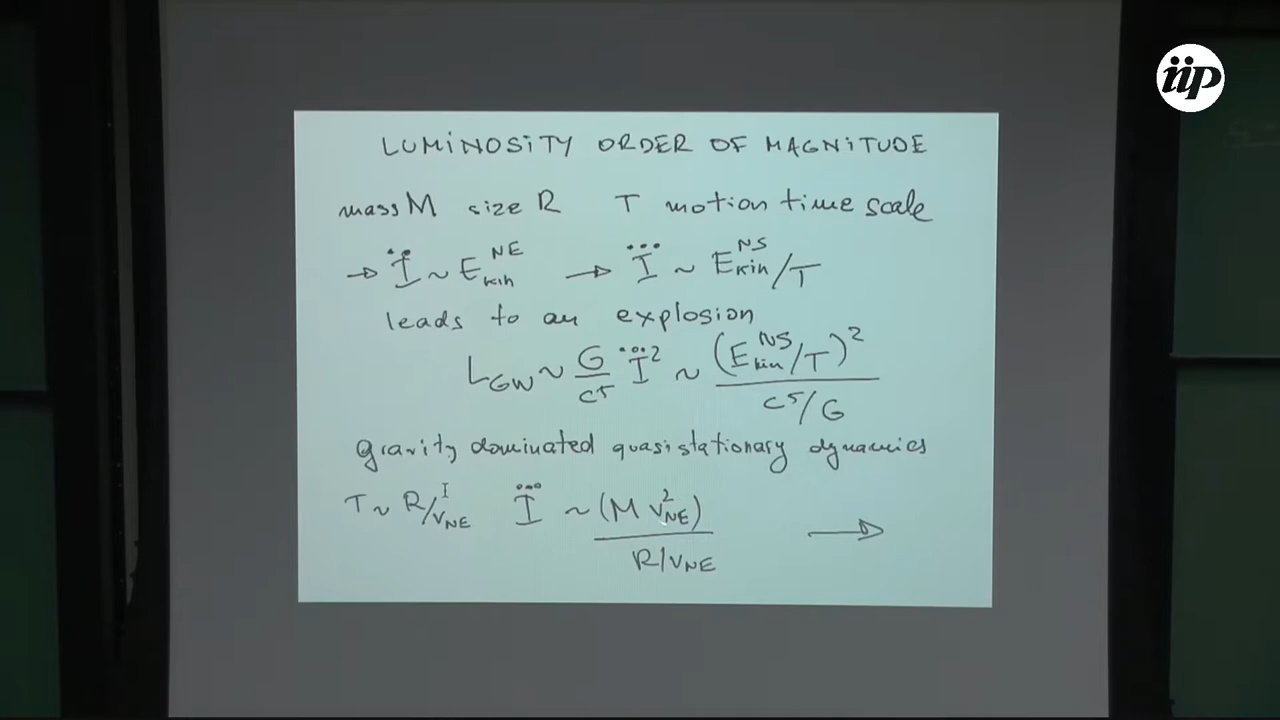 iip
LUMINOSITY ORDER OF MAGNITUDE
mass M size R T motion time scale
→ Ï ~ E_kin^NE → I⃛ ~ E_kin^NS/T
leads to an explosion
L_GW ~ G/c⁵ I⃛² ~ (E_kin^NS/T)² / (c⁵/G)
gravity dominated quasistationary dynamics
T ~ R/v_NE I⃛ ~ (M v_NE²) / (R/v_NE) →